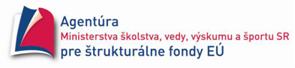 Agentúra
Ministerstva školstva, vedy, výskumu a športu SR
pre štrukturálne fondy EÚ